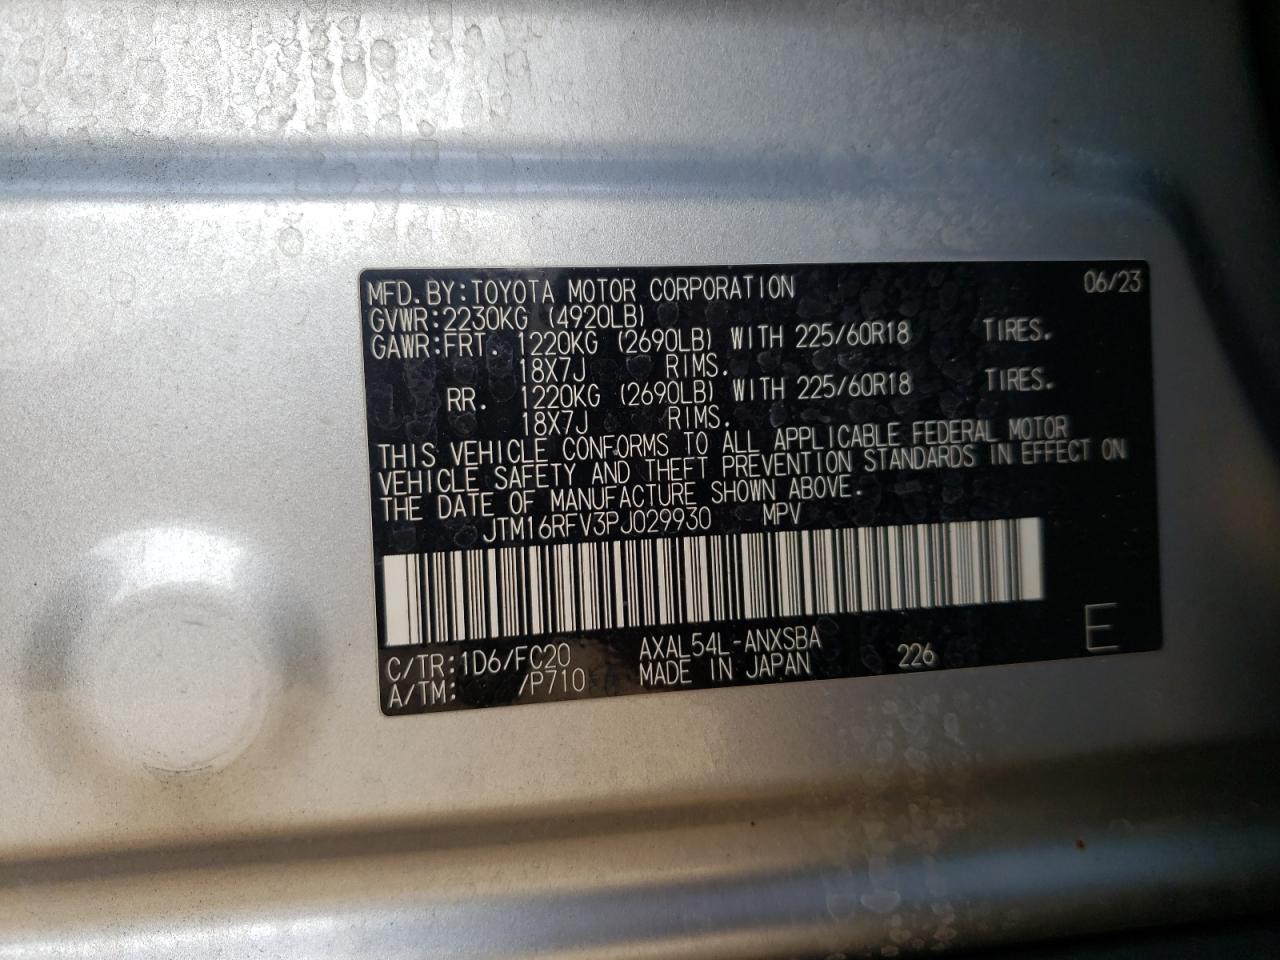 MFD.BY:TOYOTA MOTOR CORPORATION 06/23
GVWR:2230KG (4920LB)
GAWR:FRT. 1220KG (2690LB) WITH 225/60R18 TIRES.
18X7J RIMS.
RR. 1220KG (2690LB) WITH 225/60R18 TIRES.
18X7J RIMS.
THIS VEHICLE CONFORMS TO ALL APPLICABLE FEDERAL MOTOR
VEHICLE SAFETY AND THEFT PREVENTION STANDARDS IN EFFECT ON
THE DATE OF MANUFACTURE SHOWN ABOVE.
JTM16RFV3PJ029930 MPV
C/TR:1D6/FC20 AXAL54L-ANXSBA 226 E
A/TM: /P710 MADE IN JAPAN